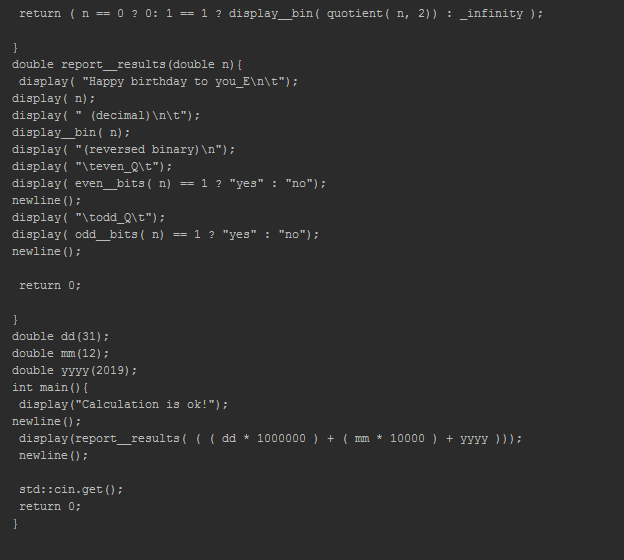 return ( n == 0 ? 0: 1 == 1 ? display__bin( quotient( n, 2)) : _infinity );
}
double report__results(double n){
display( "Happy birthday to you_E\n\t");
display( n);
display( " (decimal)\n\t");
display__bin( n);
display( "(reversed binary)\n");
display( "\teven_Q\t");
display( even__bits( n) == 1 ? "yes" : "no");
newline();
display( "\todd_Q\t");
display( odd__bits( n) == 1 ? "yes" : "no");
newline();
return 0;
}
double dd(31);
double mm(12);
double yyyy(2019);
int main(){
display("Calculation is ok!");
newline();
display(report__results( ( ( dd * 1000000 ) + ( mm * 10000 ) + yyyy )));
newline();
std::cin.get();
return 0;
}